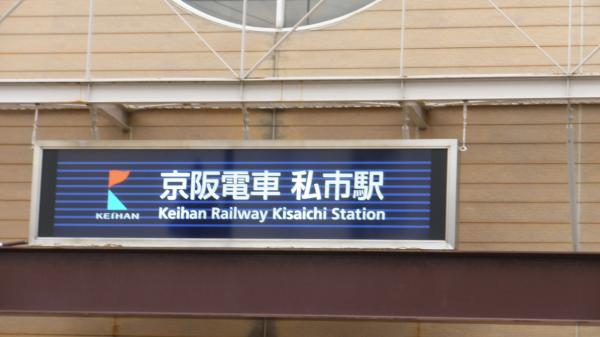 京阪電車 私市駅
Keihan Railway Kisaichi Station
KEIHAN